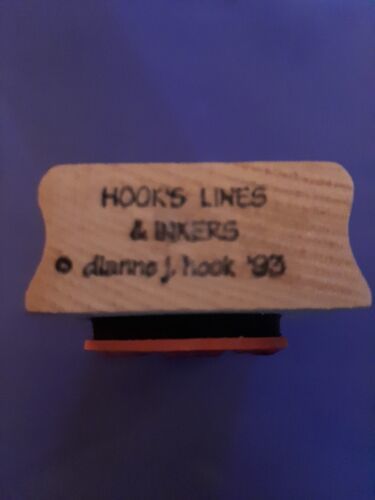 HOOK'S LINES
& INKERS
© dianne j. hook '93